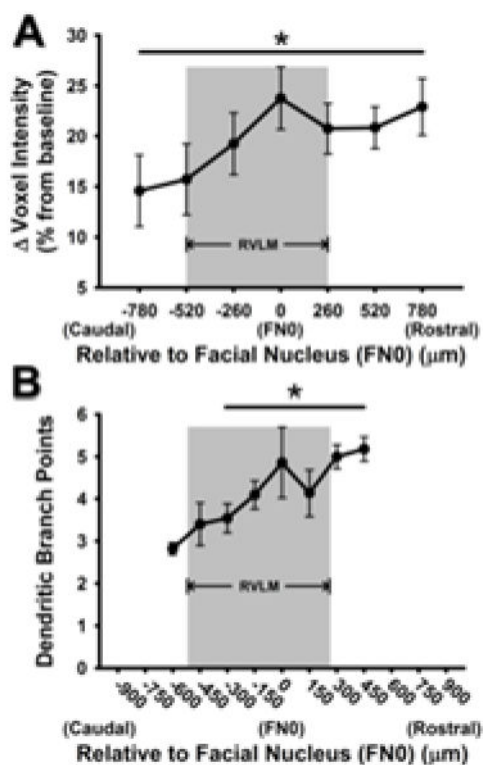 A
*
30
25
20
15
10
5
Δ Voxel Intensity
(% from baseline)
RVLM
-780 -520 -260 0 260 520 780
(Caudal) (FN0) (Rostral)
Relative to Facial Nucleus (FN0) (μm)
B
*
6
5
4
3
2
1
0
Dendritic Branch Points
RVLM
-900 -750 -600 -450 -300 -150 0 150 300 450 600 750 900
(Caudal) (FN0) (Rostral)
Relative to Facial Nucleus (FN0) (μm)